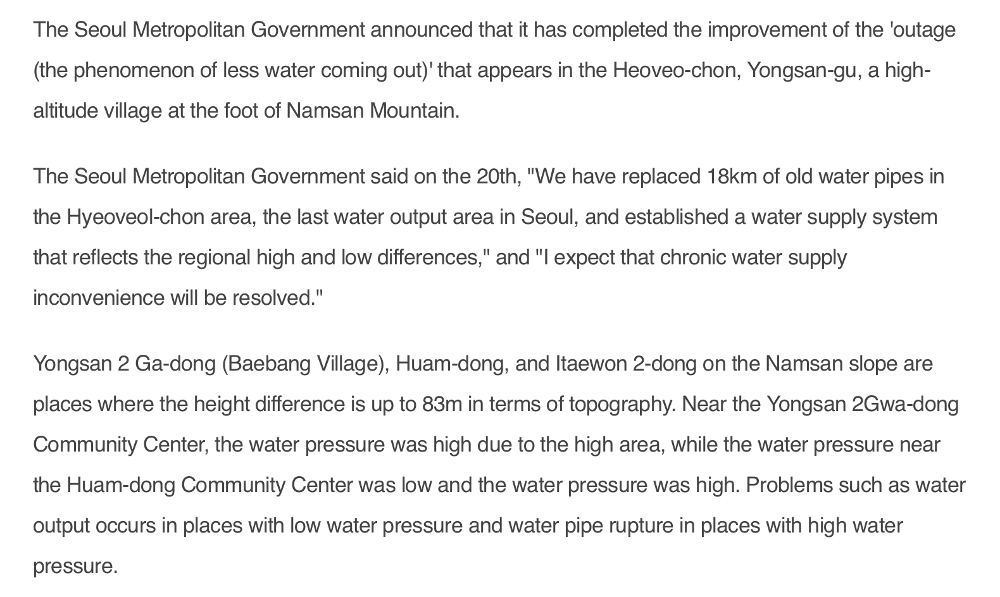 The Seoul Metropolitan Government announced that it has completed the improvement of the 'outage
(the phenomenon of less water coming out)' that appears in the Heoveo-chon, Yongsan-gu, a high-
altitude village at the foot of Namsan Mountain.
The Seoul Metropolitan Government said on the 20th, "We have replaced 18km of old water pipes in
the Hyeoveol-chon area, the last water output area in Seoul, and established a water supply system
that reflects the regional high and low differences," and "I expect that chronic water supply
inconvenience will be resolved."
Yongsan 2 Ga-dong (Baebang Village), Huam-dong, and Itaewon 2-dong on the Namsan slope are
places where the height difference is up to 83m in terms of topography. Near the Yongsan 2Gwa-dong
Community Center, the water pressure was high due to the high area, while the water pressure near
the Huam-dong Community Center was low and the water pressure was high. Problems such as water
output occurs in places with low water pressure and water pipe rupture in places with high water
pressure.